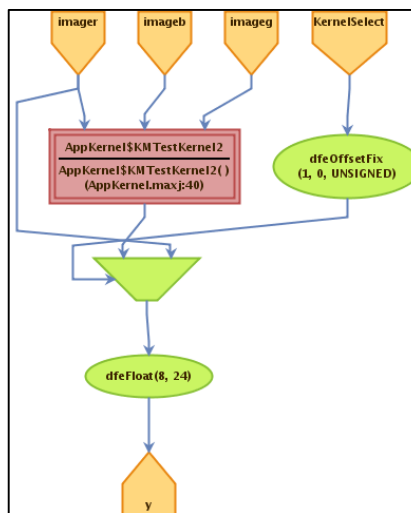 imager
imageb
imageg
KernelSelect
AppKernel$KMTestKernel2
AppKernel$KMTestKernel2()
(AppKernel.maxj:40)
dfeOffsetFix
(1, 0, UNSIGNED)
dfeFloat(8, 24)
y